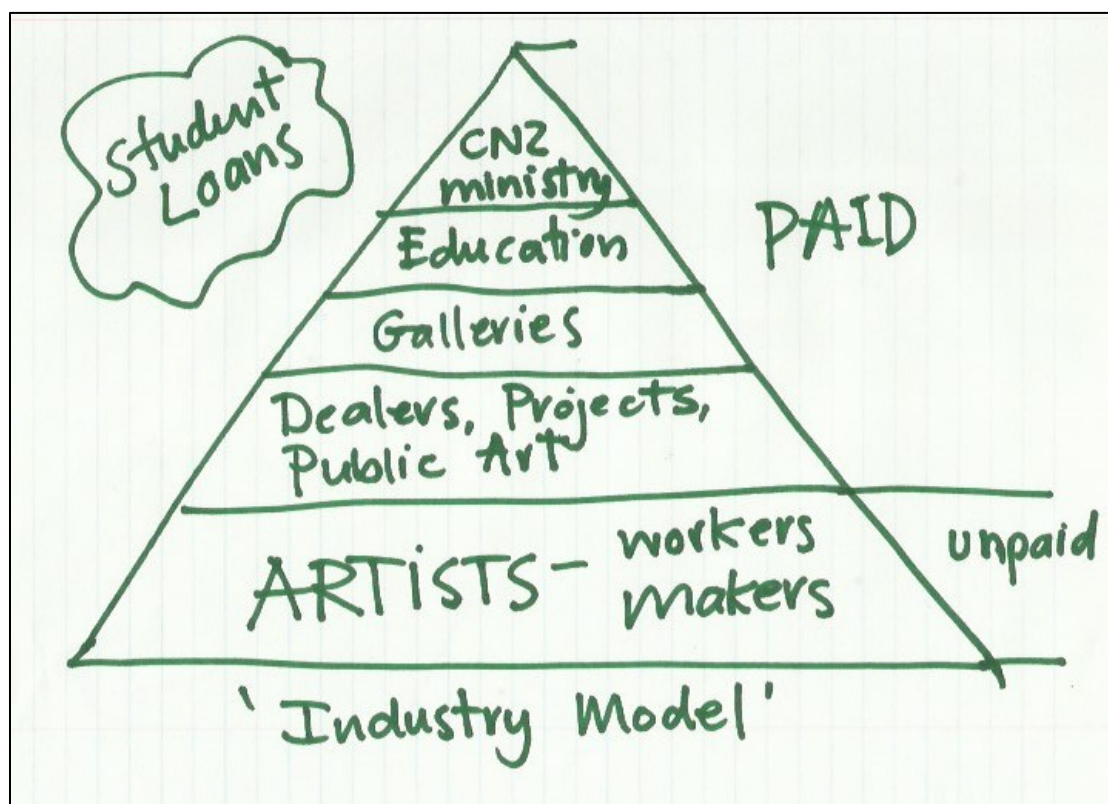 Student
Loans
CNZ
ministry
Education
PAID
Galleries
Dealers, Projects,
Public Art
ARTiSTS - workers
makers
unpaid
'Industry Model'